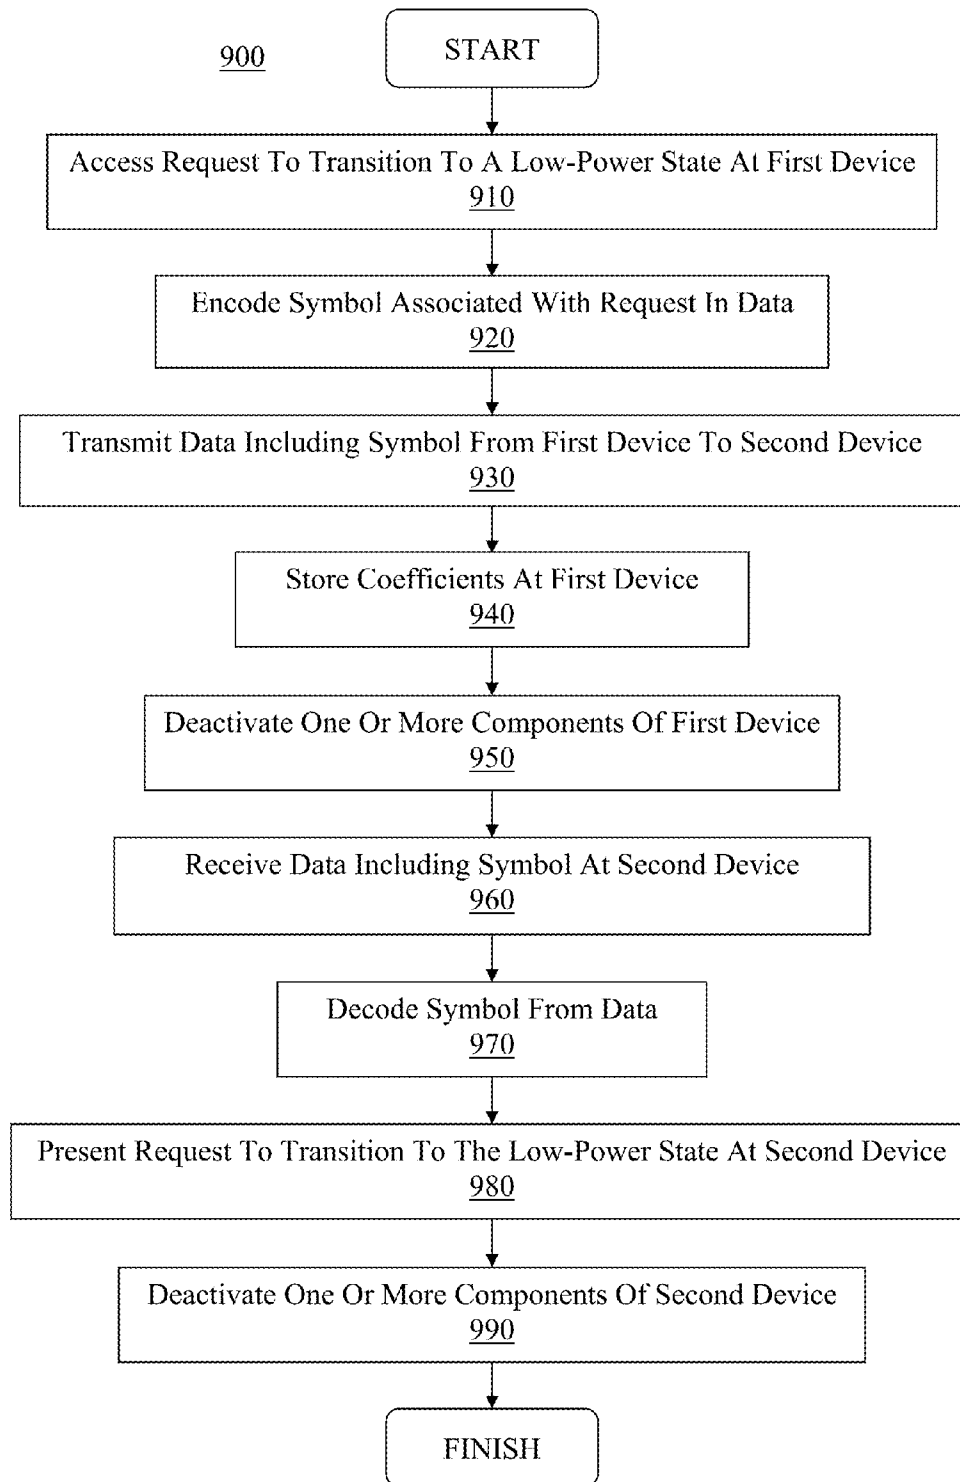 900
START
Access Request To Transition To A Low-Power State At First Device
910
Encode Symbol Associated With Request In Data
920
Transmit Data Including Symbol From First Device To Second Device
930
Store Coefficients At First Device
940
Deactivate One Or More Components Of First Device
950
Receive Data Including Symbol At Second Device
960
Decode Symbol From Data
970
Present Request To Transition To The Low-Power State At Second Device
980
Deactivate One Or More Components Of Second Device
990
FINISH